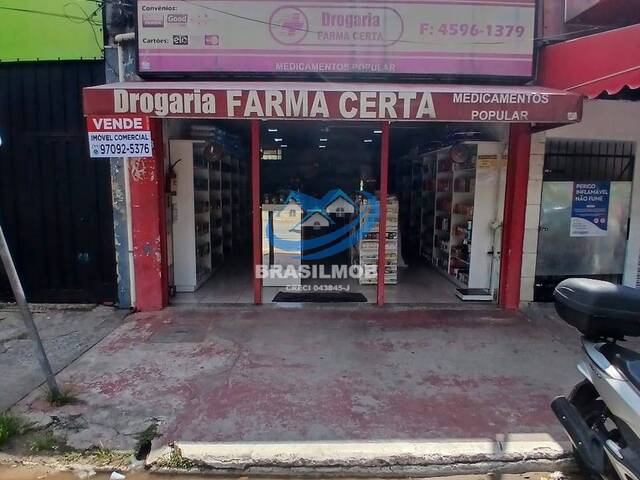 Convênios:
Good
Cartões:
Drogaria
FARMA CERTA
F: 4596-1379
MEDICAMENTOS POPULAR
Drogaria FARMA CERTA
MEDICAMENTOS
POPULAR
VENDE
IMÓVEL COMERCIAL
97092-5376
BRASILMOB
CRECI 043845-J
PERIGO
INFLAMÁVEL
NÃO FUME